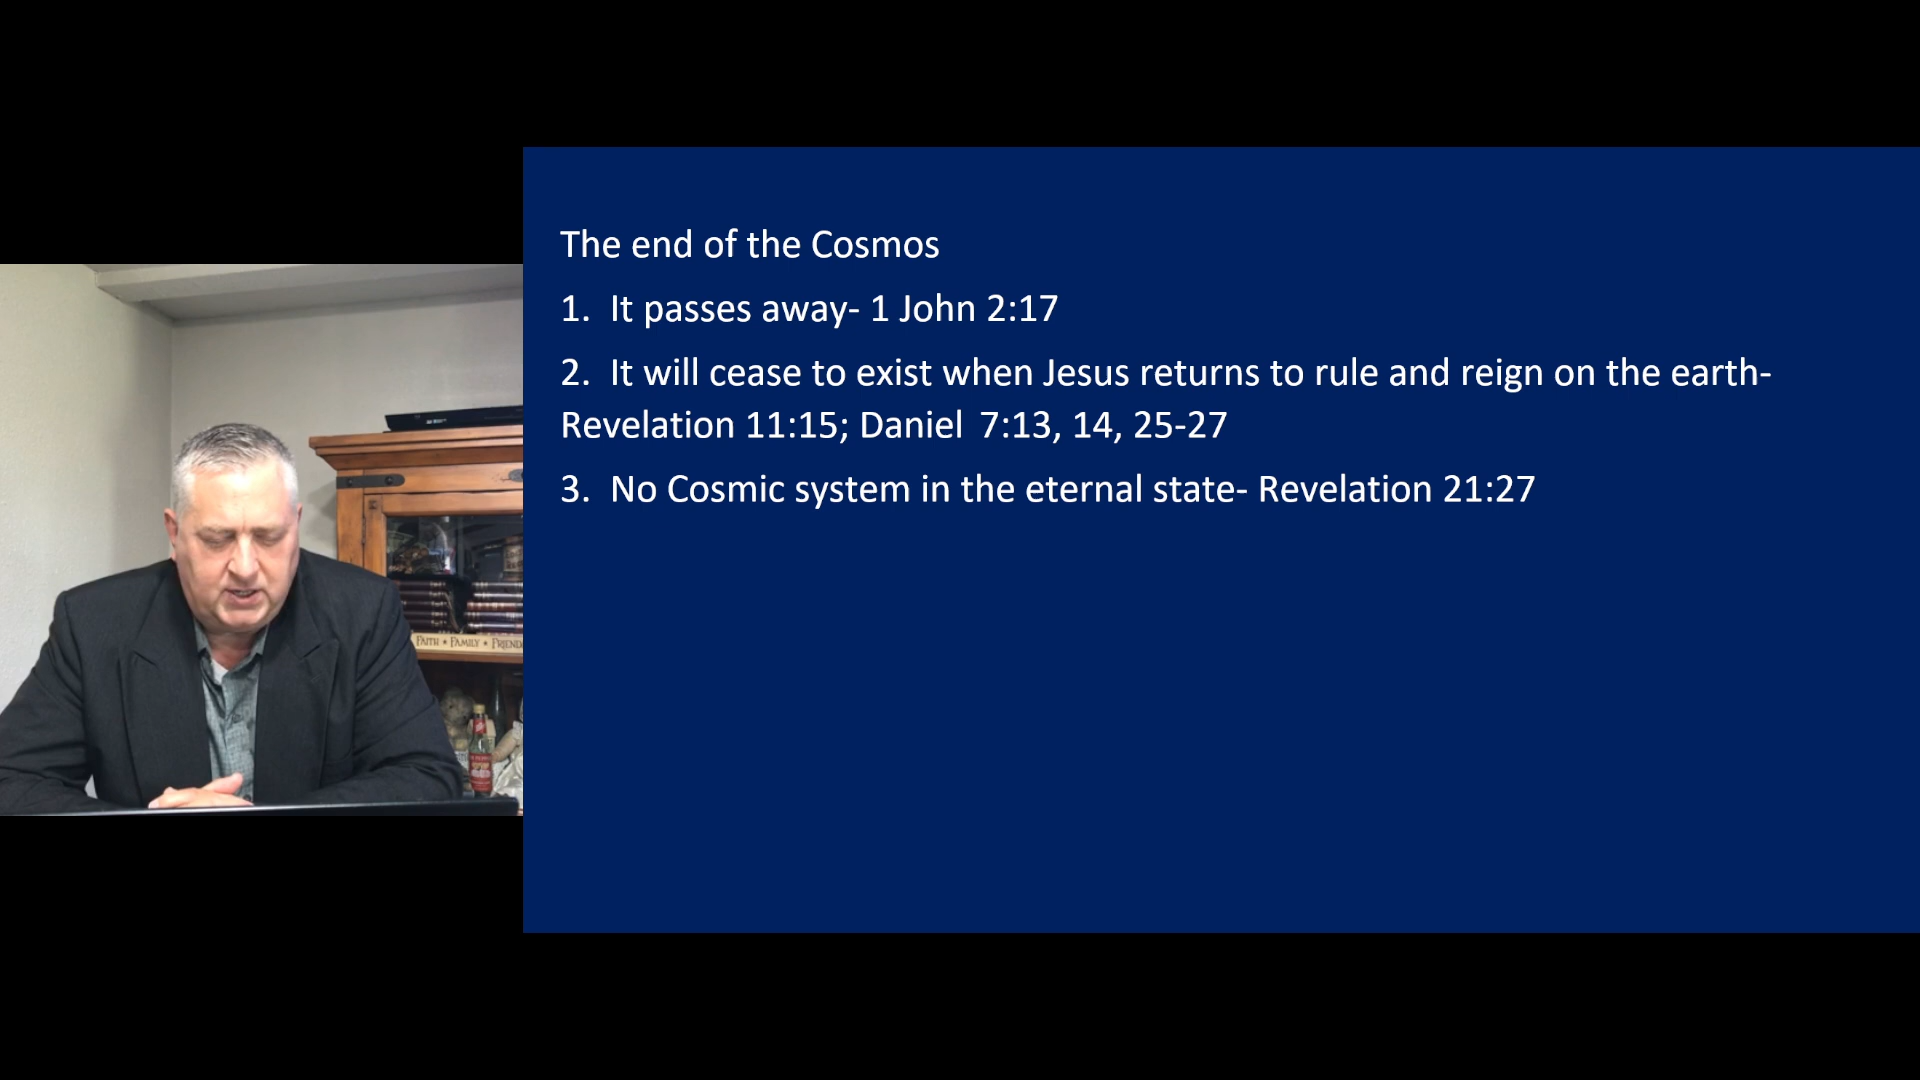 The end of the Cosmos
1. It passes away- 1 John 2:17
2. It will cease to exist when Jesus returns to rule and reign on the earth-
Revelation 11:15; Daniel 7:13, 14, 25-27
3. No Cosmic system in the eternal state- Revelation 21:27
FAITH * FAMILY * FRIEND